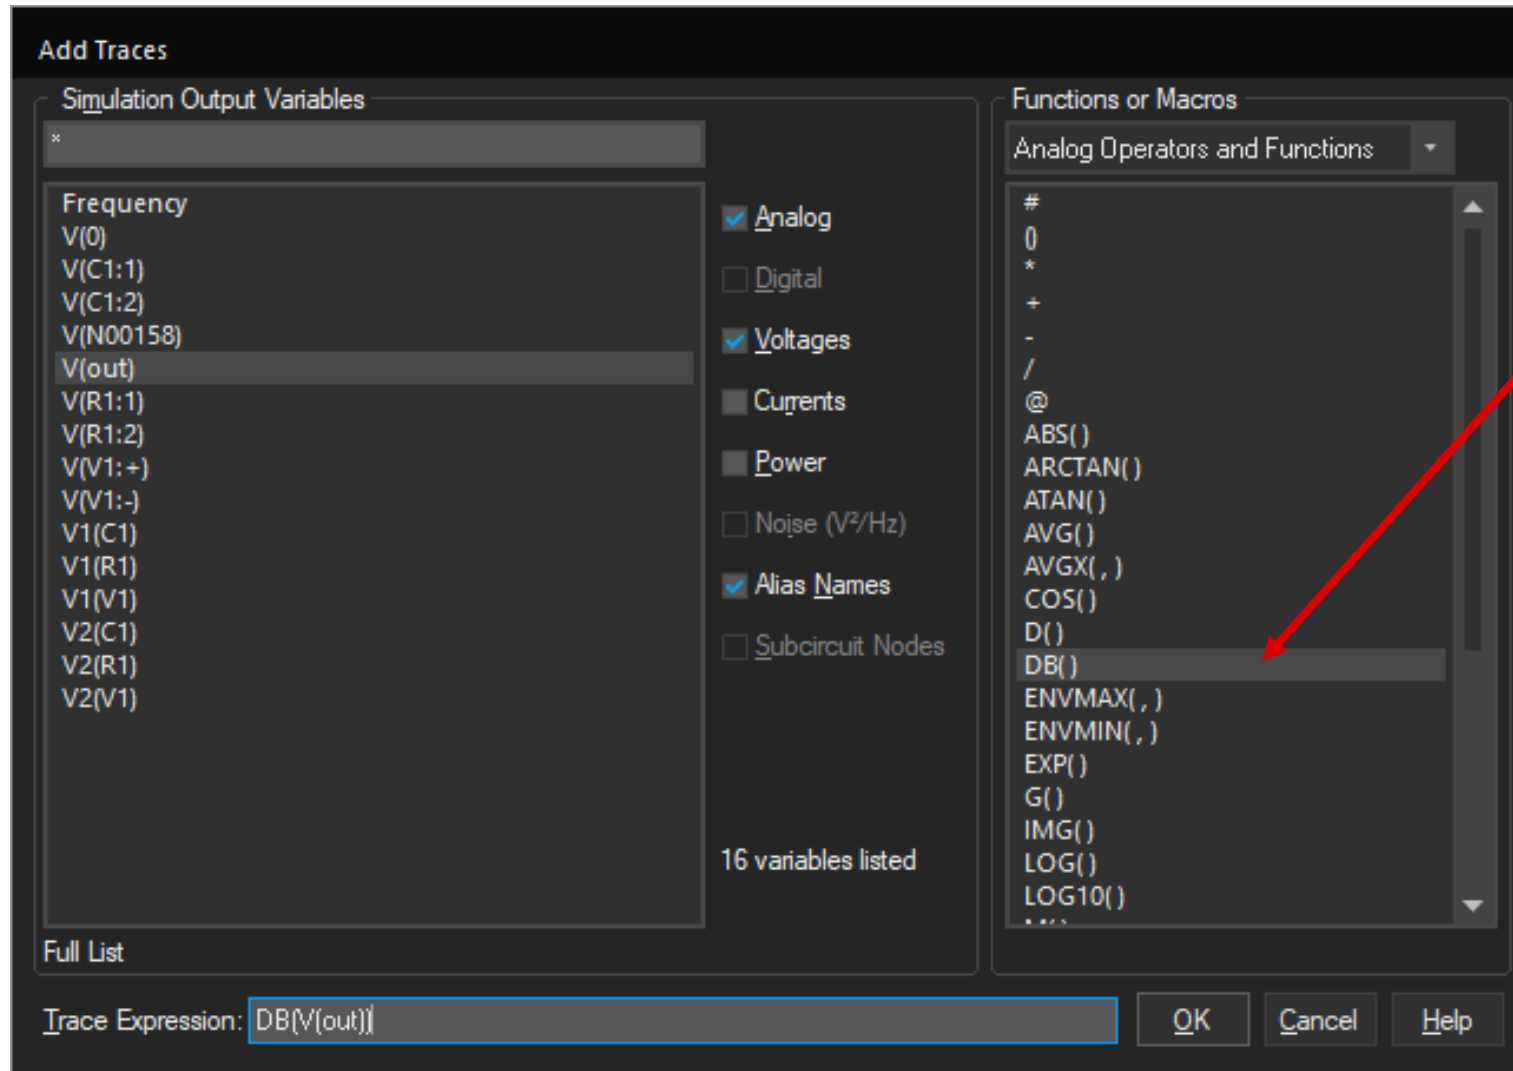 Add Traces
Simulation Output Variables
*
Frequency
V(0)
V(C1:1)
V(C1:2)
V(N00158)
V(out)
V(R1:1)
V(R1:2)
V(V1:+)
V(V1:-)
V1(C1)
V1(R1)
V1(V1)
V2(C1)
V2(R1)
V2(V1)
Full List
Analog
Digital
Voltages
Currents
Power
Noise (V²/Hz)
Alias Names
Subcircuit Nodes
16 variables listed
Functions or Macros
Analog Operators and Functions
#
()
*
+
-
/
@
ABS()
ARCTAN()
ATAN()
AVG()
AVGX( , )
COS()
D()
DB()
ENVMAX( , )
ENVMIN( , )
EXP()
G()
IMG()
LOG()
LOG10()
Trace Expression: DB(V(out))
OK
Cancel
Help